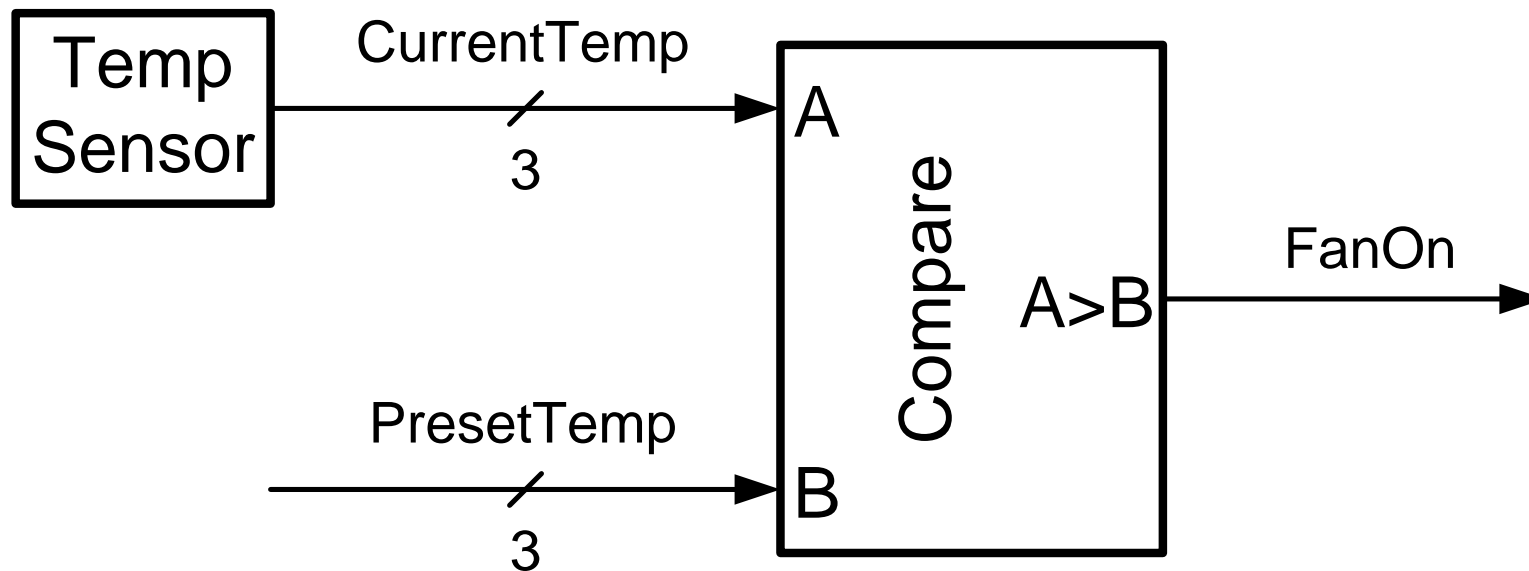 Temp
Sensor
CurrentTemp
3
A
Compare
A>B
FanOn
PresetTemp
3
B